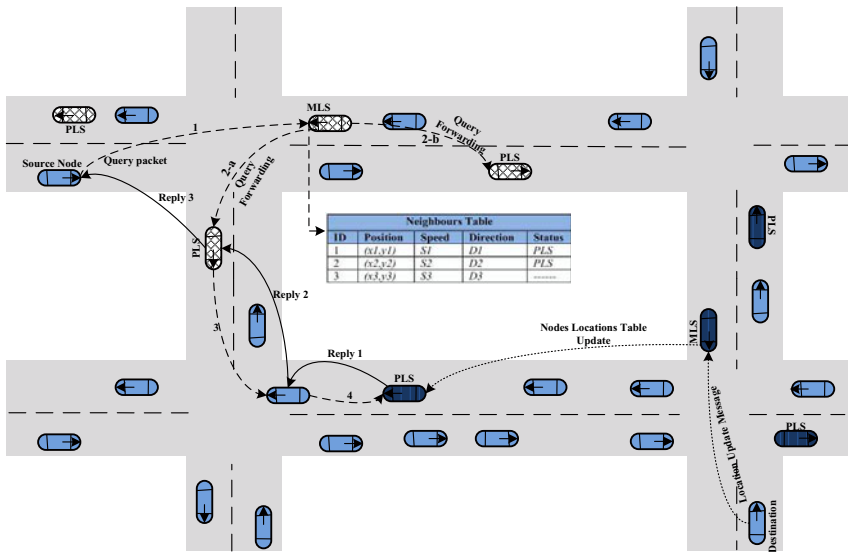 MLS
PLS
1
Query
Forwarding
2-b
Source Node
Query packet
2-a
Query
Forwarding
PLS
Reply 3
Neighbours Table
ID Position Speed Direction Status
1 (x1,y1) S1 D1 PLS
2 (x2,y2) S2 D2 PLS
3 (x3,y3) S3 D3 ------
PLS
PLS
Reply 2
3
Nodes Locations Table
Update
MLS
Reply 1
PLS
4
Location Update Message
PLS
Destination